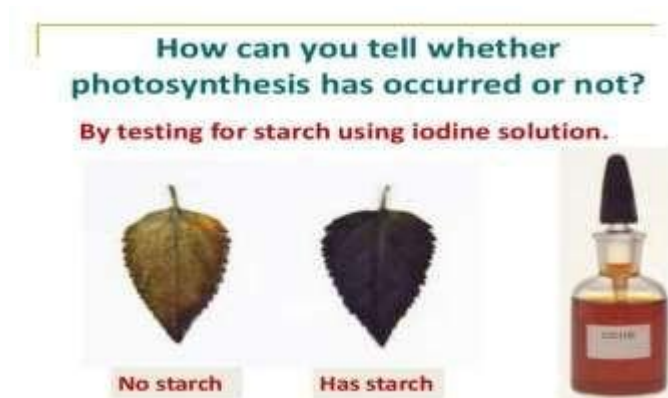 How can you tell whether
photosynthesis has occurred or not?
By testing for starch using iodine solution.
No starch
Has starch